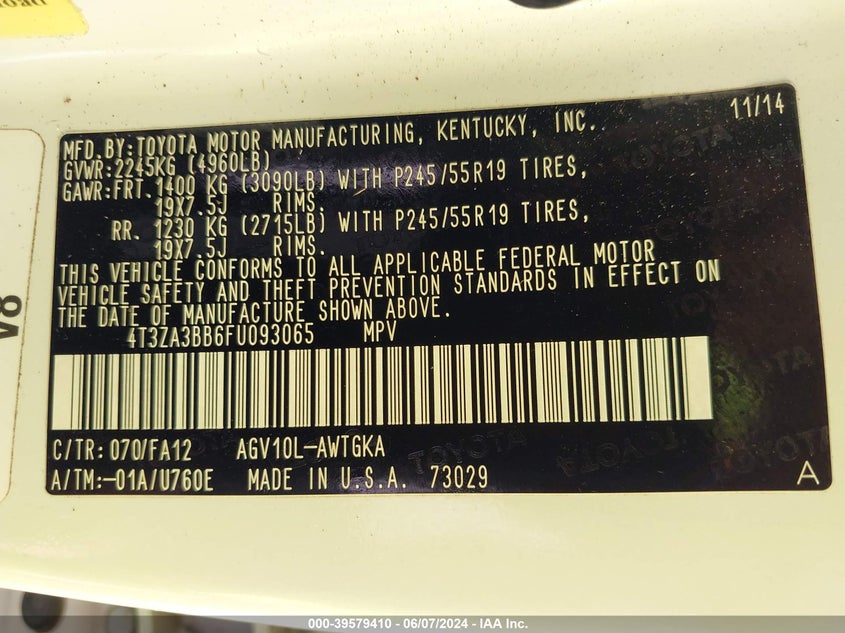 11/14
MFD.BY:TOYOTA MOTOR MANUFACTURING, KENTUCKY, INC.
GVWR:2245KG (4960LB)
GAWR:FRT.1400 KG (3090LB) WITH P245/55R19 TIRES,
19X7.5J RIMS.
RR. 1230 KG (2715LB) WITH P245/55R19 TIRES,
19X7.5J RIMS.
THIS VEHICLE CONFORMS TO ALL APPLICABLE FEDERAL MOTOR
VEHICLE SAFETY AND THEFT PREVENTION STANDARDS IN EFFECT ON
THE DATE OF MANUFACTURE SHOWN ABOVE.
4T3ZA3BB6FU093065 MPV
C/TR: 070/FA12 AGV10L-AWTGKA
A/TM:-01A/U760E MADE IN U.S.A. 73029
A
V8
TOYOTA
000-39579410 - 06/07/2024 - IAA Inc.